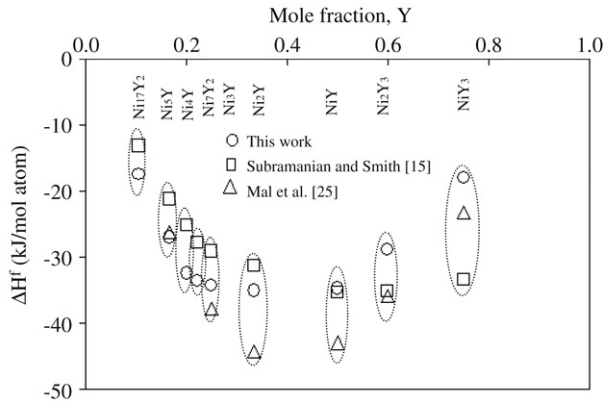 Mole fraction, Y
0.0 0.2 0.4 0.6 0.8 1.0
0
-10
-20
-30
-40
-50
ΔHᶠ (kJ/mol atom)
Ni17Y2
Ni5Y
Ni4Y
Ni7Y2
Ni3Y
Ni2Y
NiY
Ni2Y3
NiY3
This work
Subramanian and Smith [15]
Mal et al. [25]